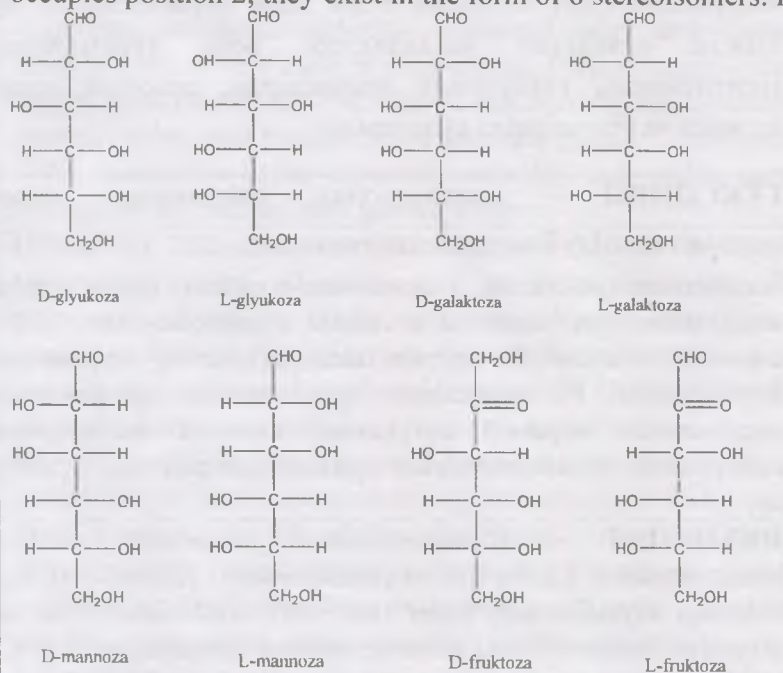 occupies position 2, they exist in the form of stereoisomers.
CHO CHO CHO CHO
H—C—OH OH—C—H H—C—OH HO—C—H
HO—C—H H—C—OH HO—C—H H—C—OH
H—C—OH HO—C—H HO—C—H H—C—OH
H—C—OH HO—C—H H—C—OH HO—C—H
CH₂OH CH₂OH CH₂OH CH₂OH
D-glyukoza L-glyukoza D-galaktoza L-galaktoza
CHO CHO CH₂OH CHO
HO—C—H H—C—OH C=O C=O
HO—C—H H—C—OH HO—C—H H—C—OH
H—C—OH HO—C—H H—C—OH HO—C—H
H—C—OH HO—C—H H—C—OH HO—C—H
CH₂OH CH₂OH CH₂OH CH₂OH
D-mannoza L-mannoza D-fruktoza L-fruktoza